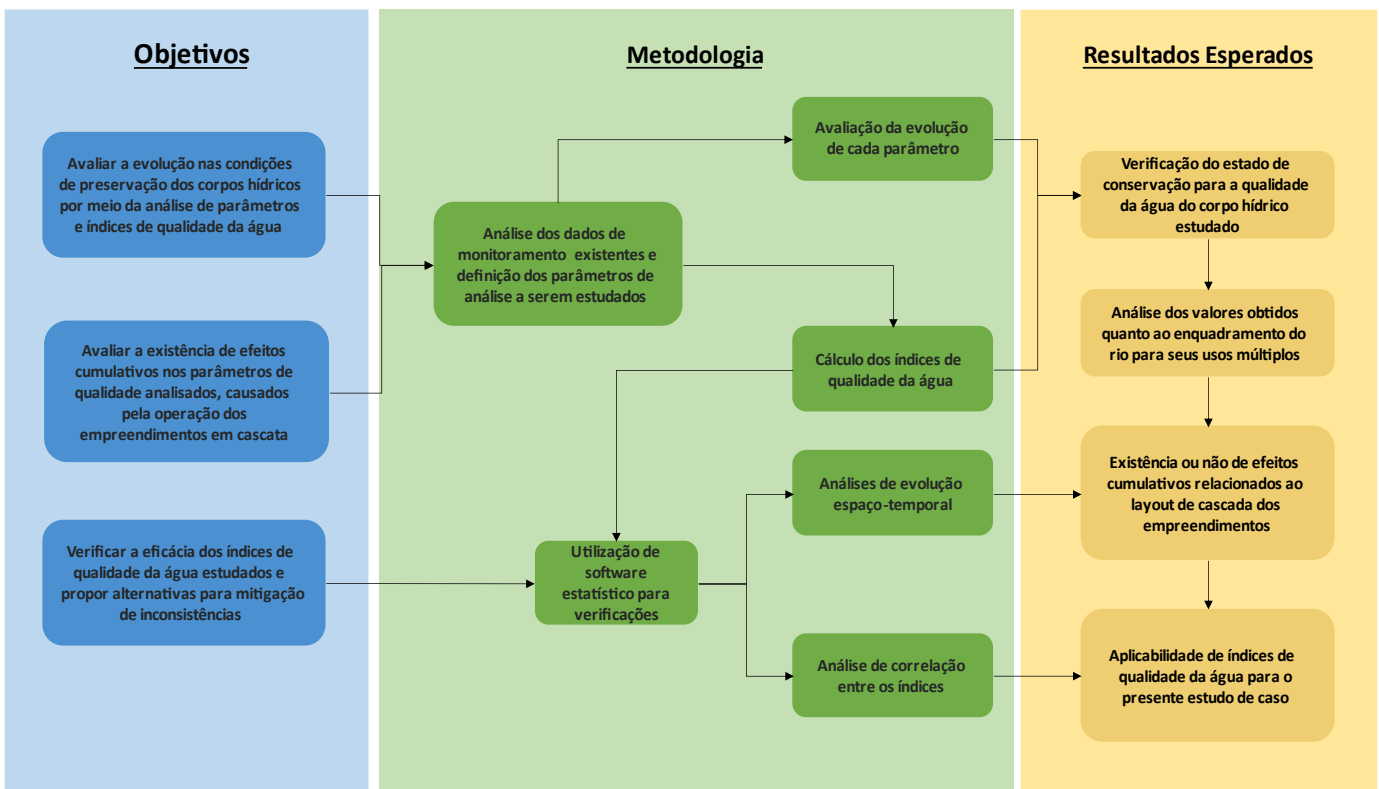 Objetivos
Avaliar a evolução nas condições
de preservação dos corpos hídricos
por meio da análise de parâmetros
e índices de qualidade da água
Avaliar a existência de efeitos
cumulativos nos parâmetros de
qualidade analisados, causados
pela operação dos
empreendimentos em cascata
Verificar a eficácia dos índices de
qualidade da água estudados e
propor alternativas para mitigação
de inconsistências
Metodologia
Análise dos dados de
monitoramento existentes e
definição dos parâmetros de
análise a serem estudados
Avaliação da evolução
de cada parâmetro
Cálculo dos índices de
qualidade da água
Utilização de
software
estatístico para
verificações
Análises de evolução
espaço-temporal
Análise de correlação
entre os índices
Resultados Esperados
Verificação do estado de
conservação para a qualidade
da água do corpo hídrico
estudado
Análise dos valores obtidos
quanto ao enquadramento do
rio para seus usos múltiplos
Existência ou não de efeitos
cumulativos relacionados ao
layout de cascada dos
empreendimentos
Aplicabilidade de índices de
qualidade da água para o
presente estudo de caso